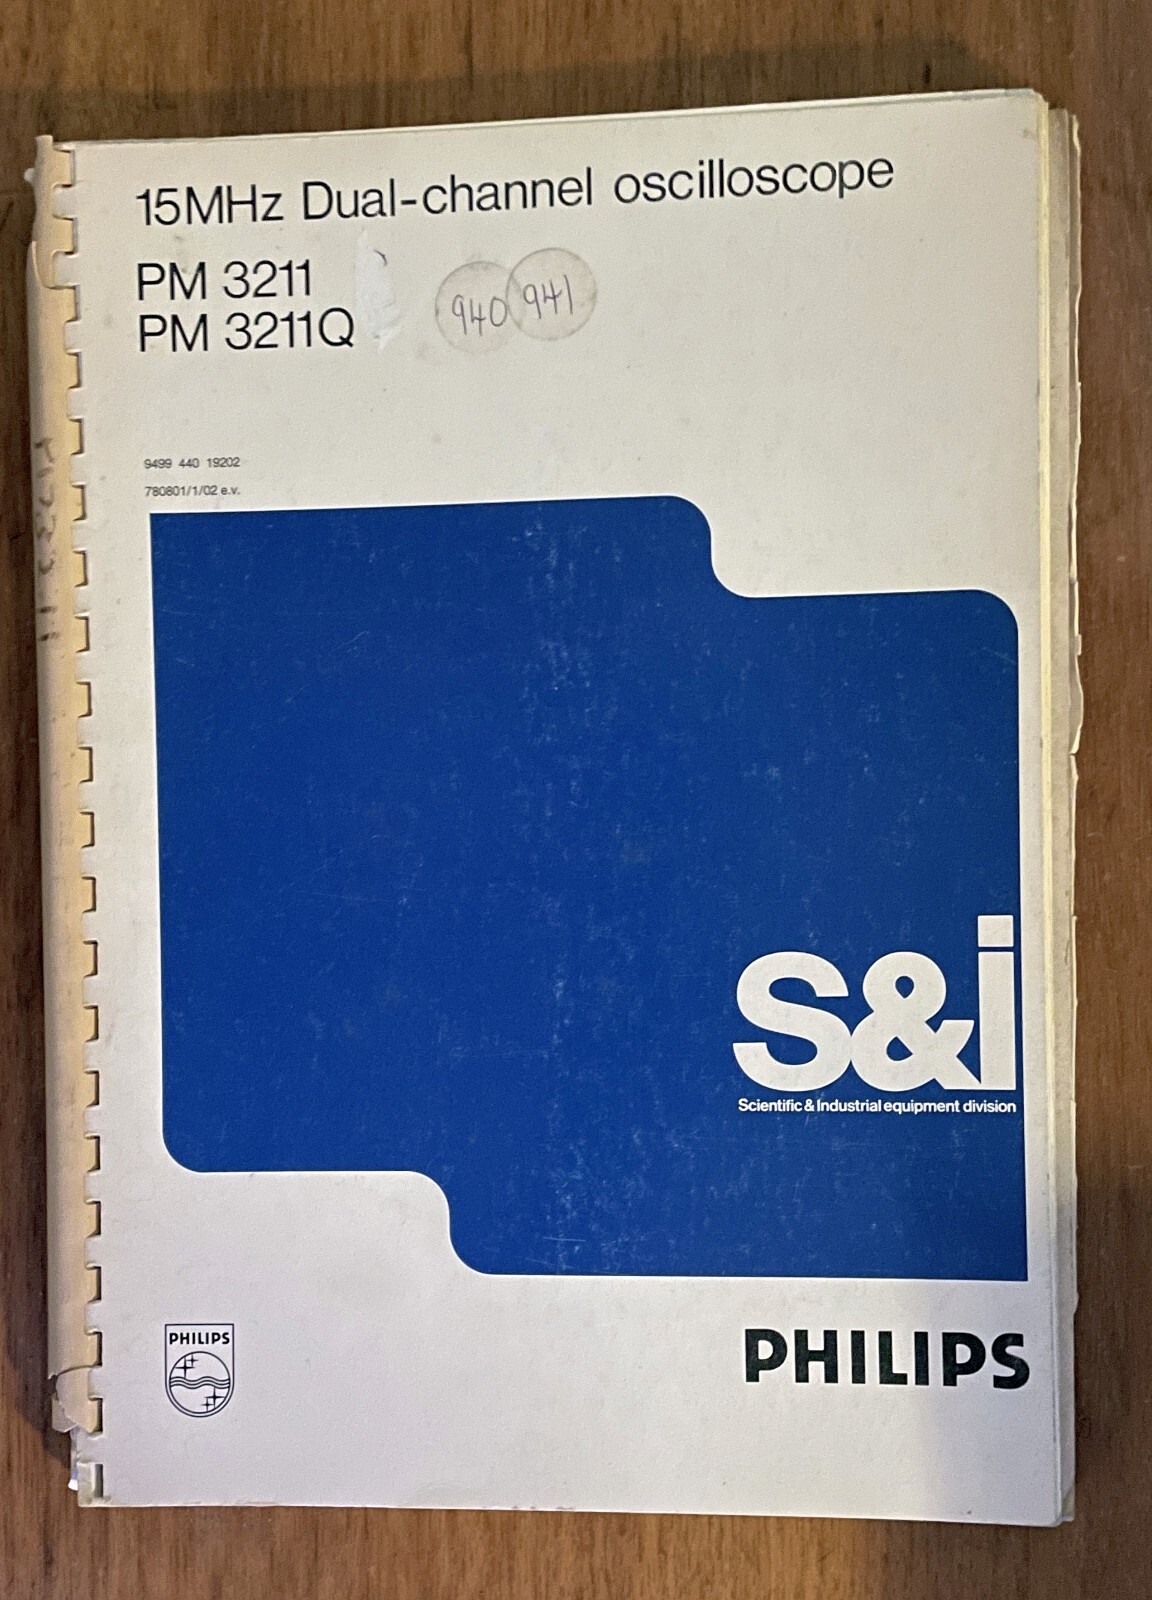 15MHz Dual-channel oscilloscope
PM 3211
PM 3211Q
940 941
9499 440 19202
780801/1/02 e.v.
S&i
Scientific & Industrial equipment division
PHILIPS
PHILIPS